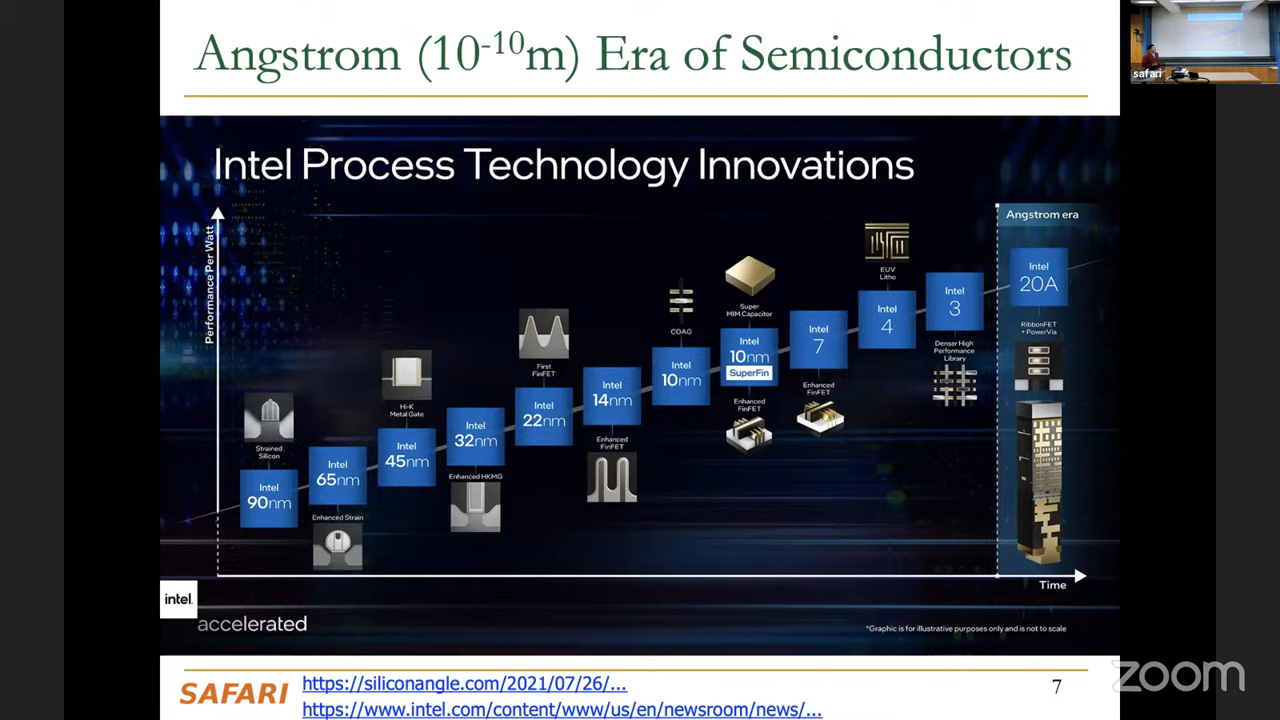 Angstrom (10-10m) Era of Semiconductors
safari
Intel Process Technology Innovations
Performance Per Watt
Angstrom era
Strained
Silicon
Intel
90nm
Intel
65nm
Enhanced Strain
Hi-K
Metal Gate
Intel
45nm
Intel
32nm
Enhanced HKMG
First
FinFET
Intel
22nm
Intel
14nm
Enhanced
FinFET
COAG
Intel
10nm
Super
MIM Capacitor
Intel
10nm
SuperFin
Enhanced
FinFET
Intel
7
Enhanced
FinFET
EUV
Litho
Intel
4
Intel
3
Denser High
Performance
Library
Intel
20A
RibbonFET
+ PowerVia
Time
intel.
accelerated
*Graphic is for illustrative purposes only and is not to scale
SAFARI
https://siliconangle.com/2021/07/26/...
https://www.intel.com/content/www/us/en/newsroom/news/...
7
zoom